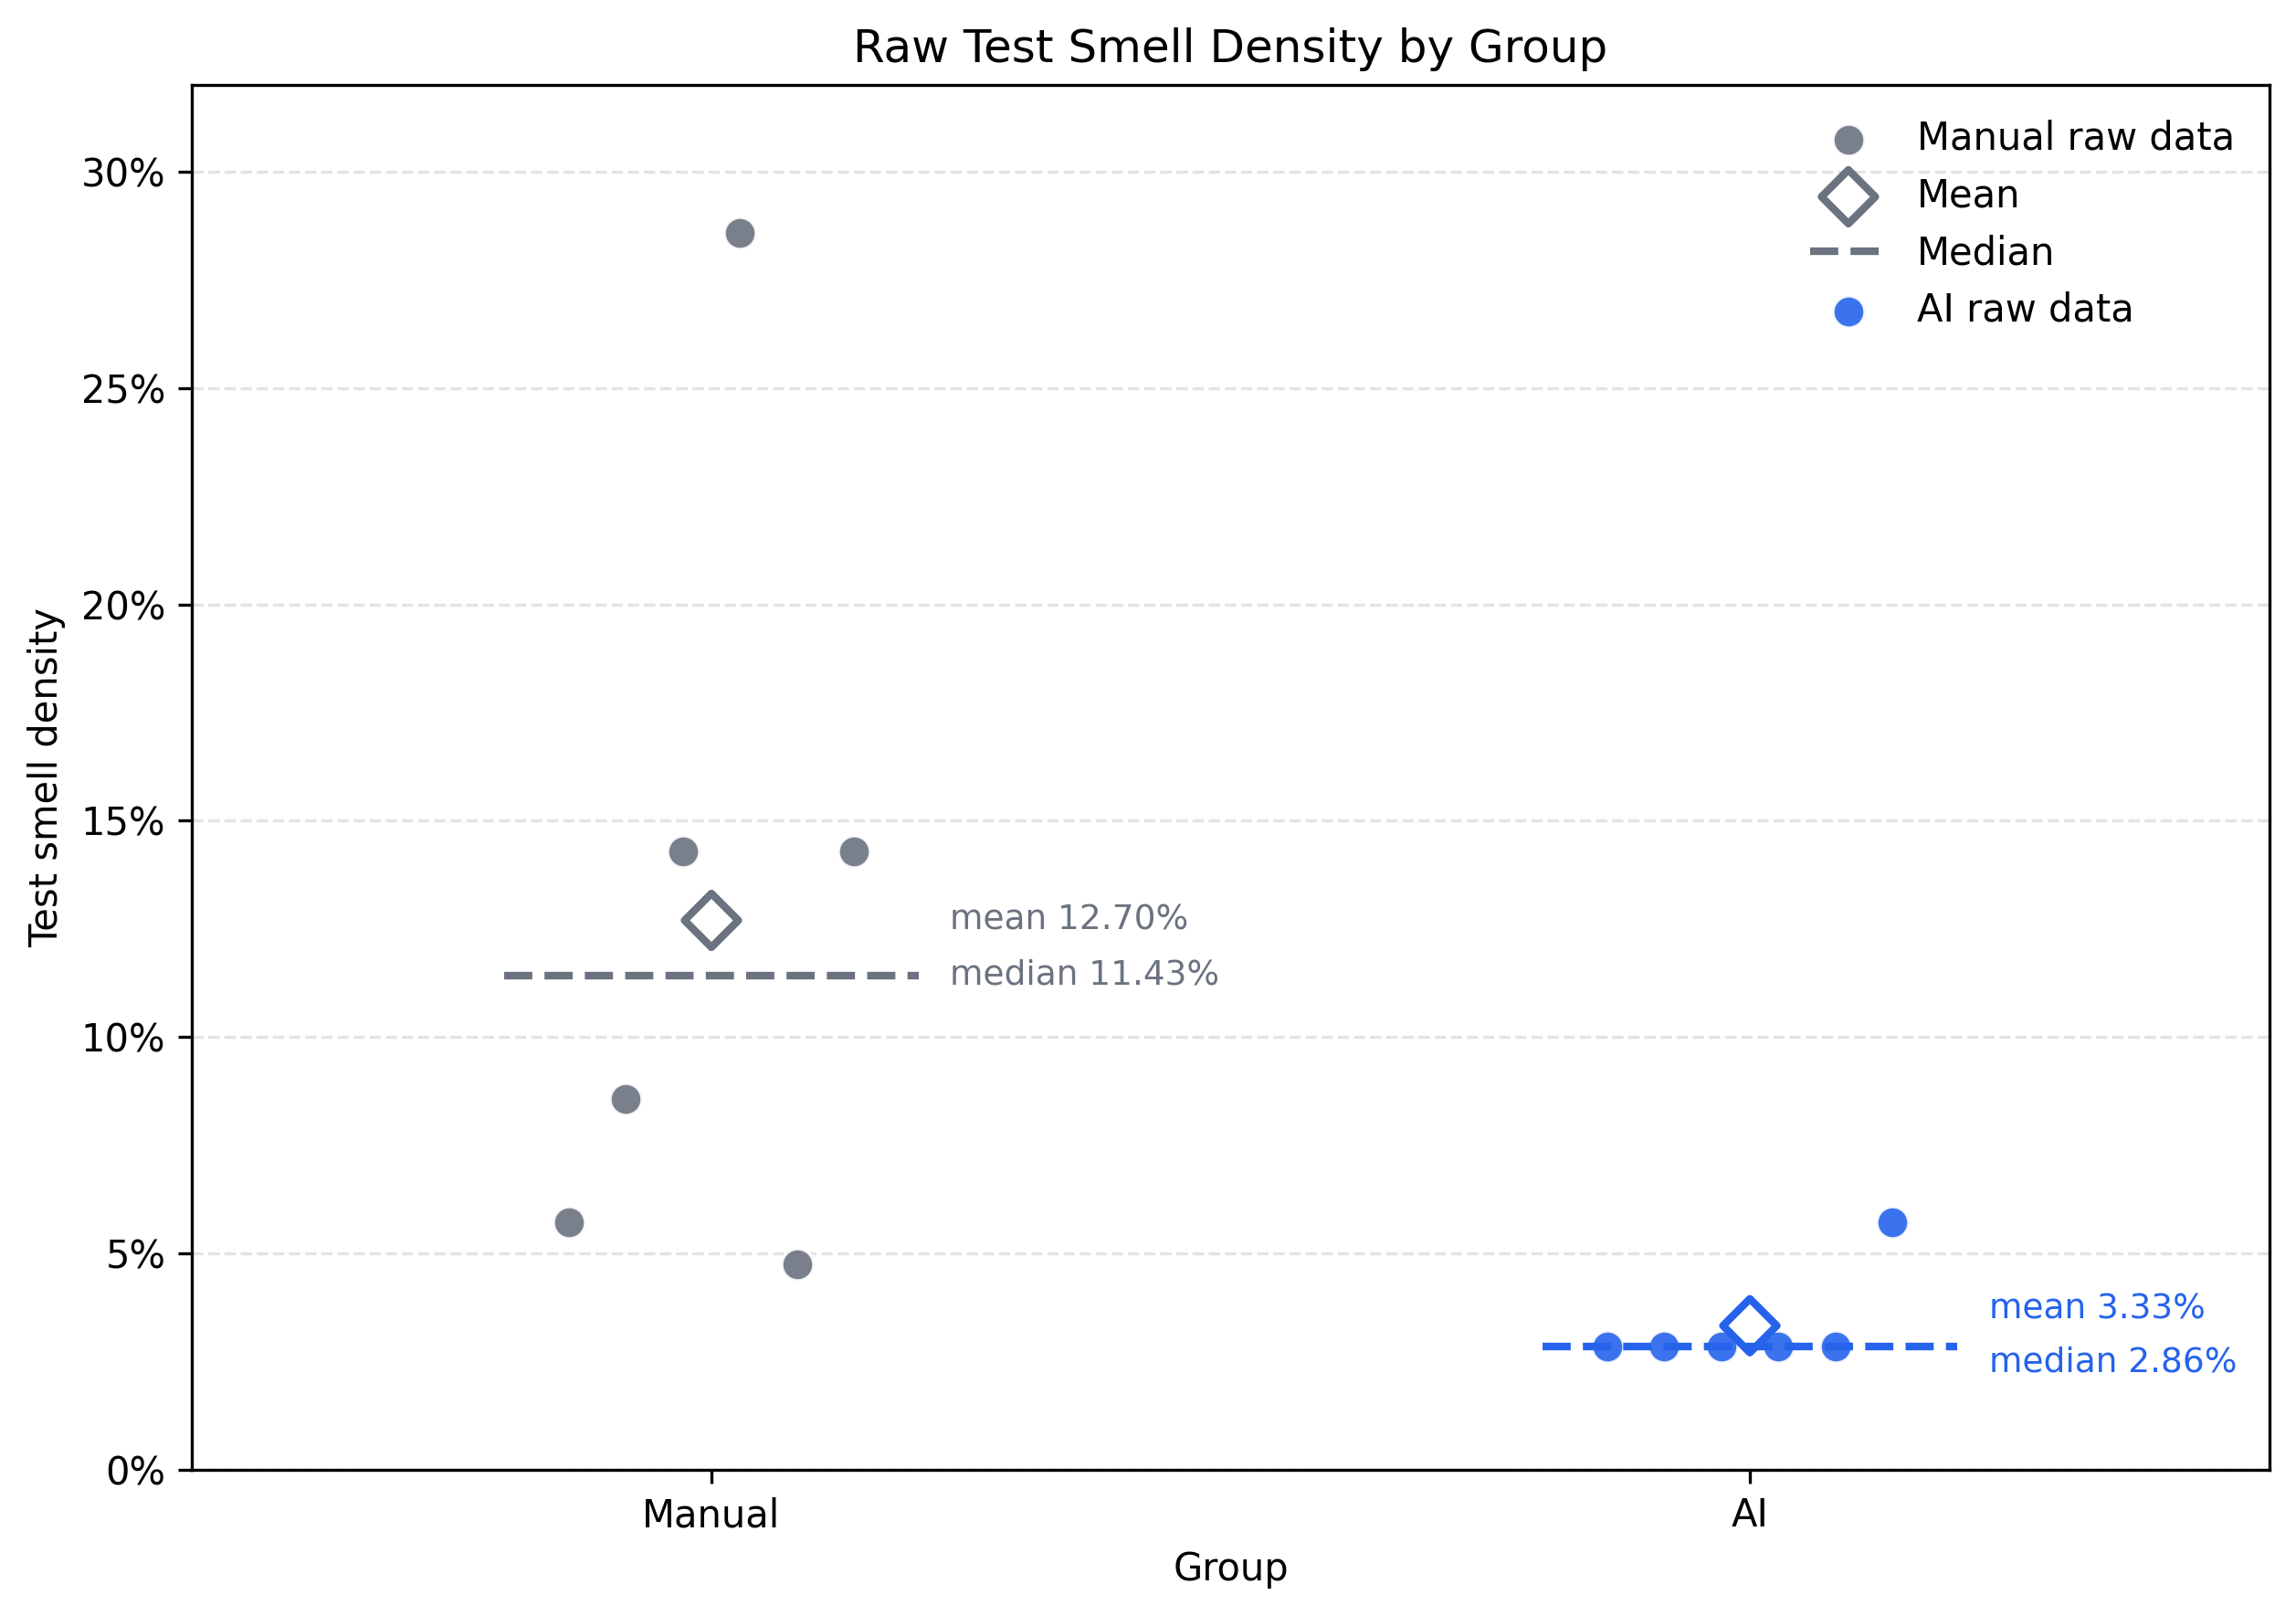 Raw Test Smell Density by Group
Manual raw data
Mean
Median
AI raw data
30%
25%
20%
15%
10%
5%
0%
Test smell density
mean 12.70%
median 11.43%
mean 3.33%
median 2.86%
Manual
AI
Group